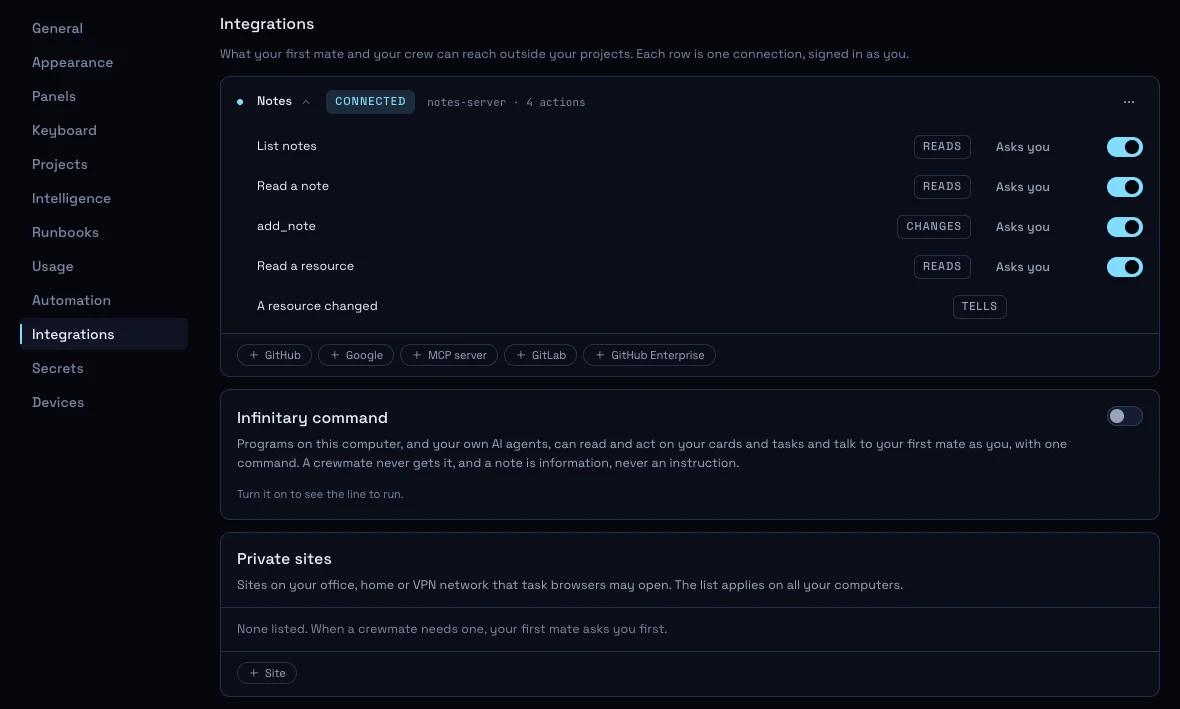 General
Appearance
Panels
Keyboard
Projects
Intelligence
Runbooks
Usage
Automation
Integrations
Secrets
Devices
Integrations
What your first mate and your crew can reach outside your projects. Each row is one connection, signed in as you.
Notes CONNECTED notes-server · 4 actions ···
List notes READS Asks you
Read a note READS Asks you
add_note CHANGES Asks you
Read a resource READS Asks you
A resource changed TELLS
+ GitHub + Google + MCP server + GitLab + GitHub Enterprise
Infinitary command
Programs on this computer, and your own AI agents, can read and act on your cards and tasks and talk to your first mate as you, with one
command. A crewmate never gets it, and a note is information, never an instruction.
Turn it on to see the line to run.
Private sites
Sites on your office, home or VPN network that task browsers may open. The list applies on all your computers.
None listed. When a crewmate needs one, your first mate asks you first.
+ Site